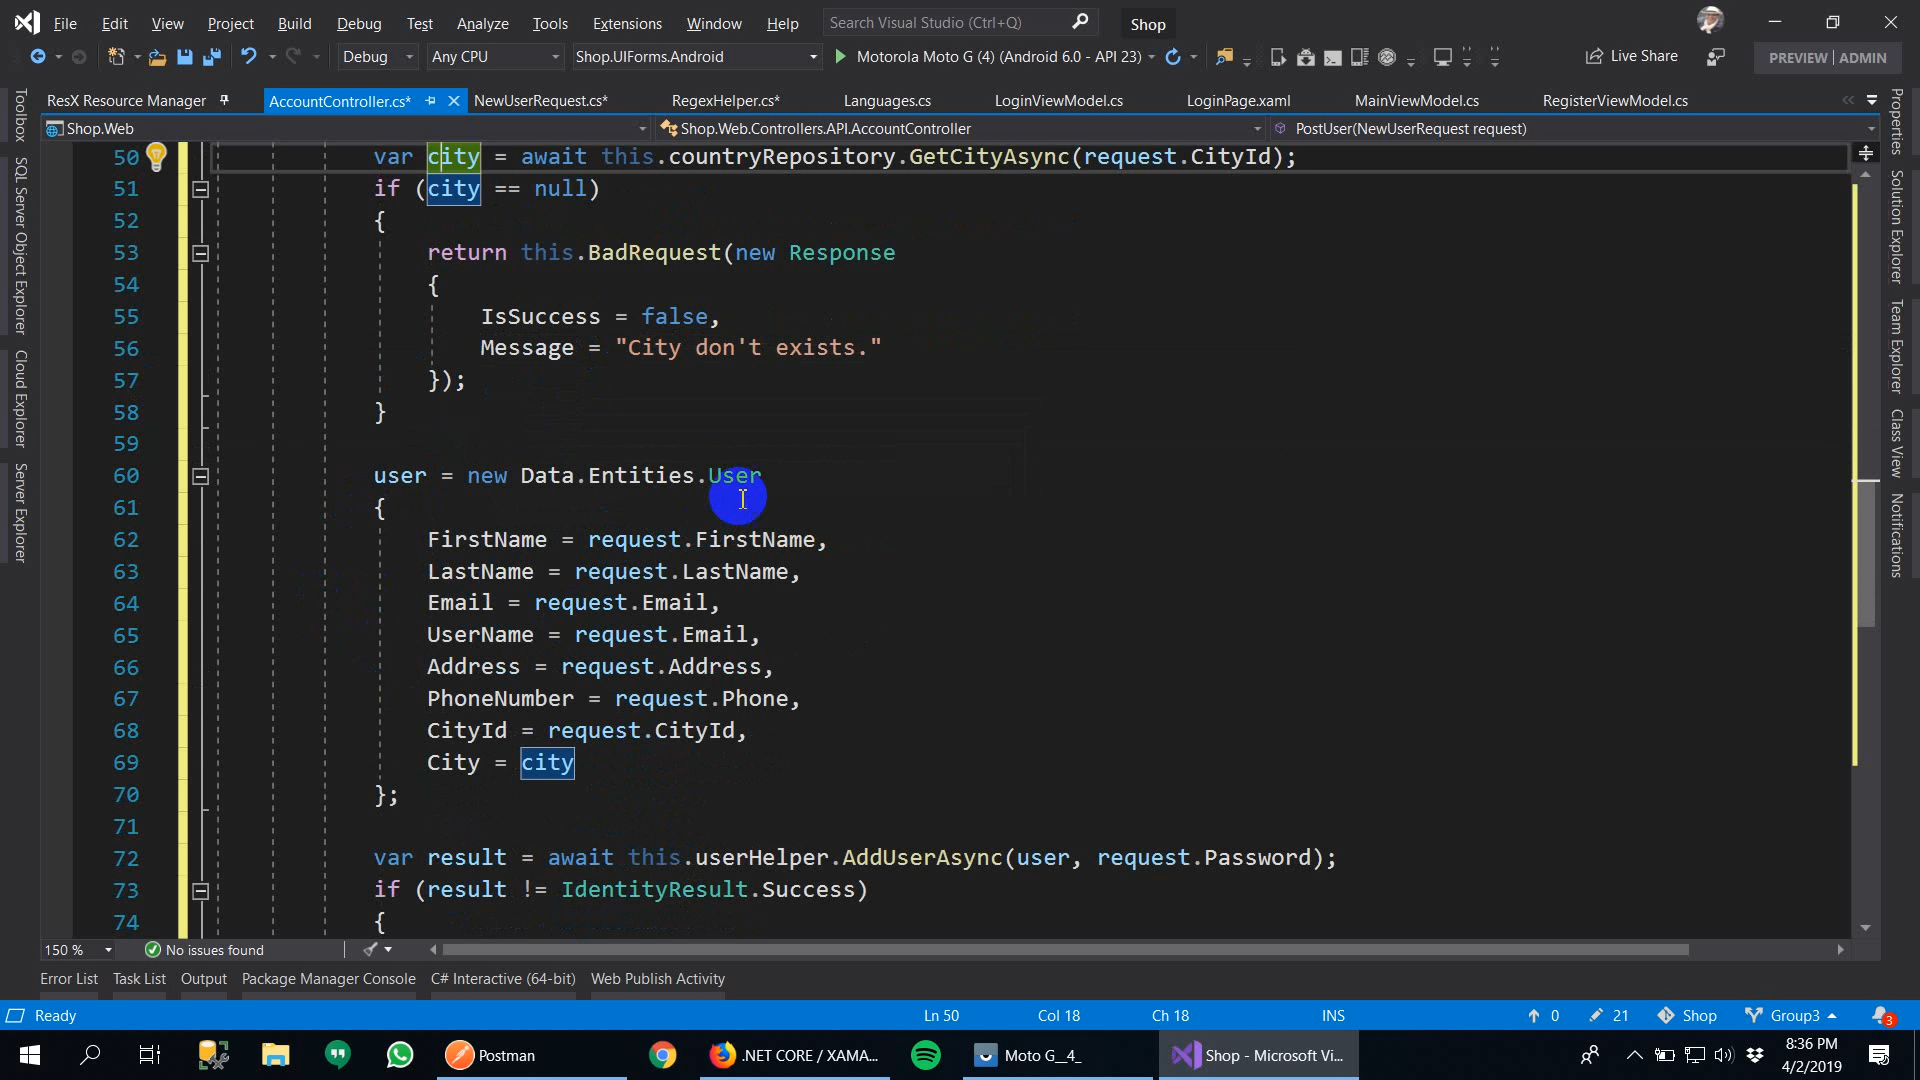 File Edit View Project Build Debug Test Analyze Tools Extensions Window Help Search Visual Studio (Ctrl+Q) Shop
Debug Any CPU Shop.UIForms.Android Motorola Moto G (4) (Android 6.0 - API 23) Live Share PREVIEW | ADMIN
ResX Resource Manager AccountController.cs* NewUserRequest.cs* RegexHelper.cs* Languages.cs LoginViewModel.cs LoginPage.xaml MainViewModel.cs RegisterViewModel.cs
Shop.Web Shop.Web.Controllers.API.AccountController PostUser(NewUserRequest request)
Toolbox
SQL Server Object Explorer
Cloud Explorer
Server Explorer
50 var city = await this.countryRepository.GetCityAsync(request.CityId);
51 if (city == null)
52 {
53 return this.BadRequest(new Response
54 {
55 IsSuccess = false,
56 Message = "City don't exists."
57 });
58 }
59
60 user = new Data.Entities.User
61 {
62 FirstName = request.FirstName,
63 LastName = request.LastName,
64 Email = request.Email,
65 UserName = request.Email,
66 Address = request.Address,
67 PhoneNumber = request.Phone,
68 CityId = request.CityId,
69 City = city
70 };
71
72 var result = await this.userHelper.AddUserAsync(user, request.Password);
73 if (result != IdentityResult.Success)
74 {
Properties
Solution Explorer
Team Explorer
Class View
Notifications
150 % No issues found
Error List Task List Output Package Manager Console C# Interactive (64-bit) Web Publish Activity
Ready Ln 50 Col 18 Ch 18 INS 0 21 Shop Group3 3
Postman .NET CORE / XAMA... Moto G__4_ Shop - Microsoft Vi... 8:36 PM
4/2/2019